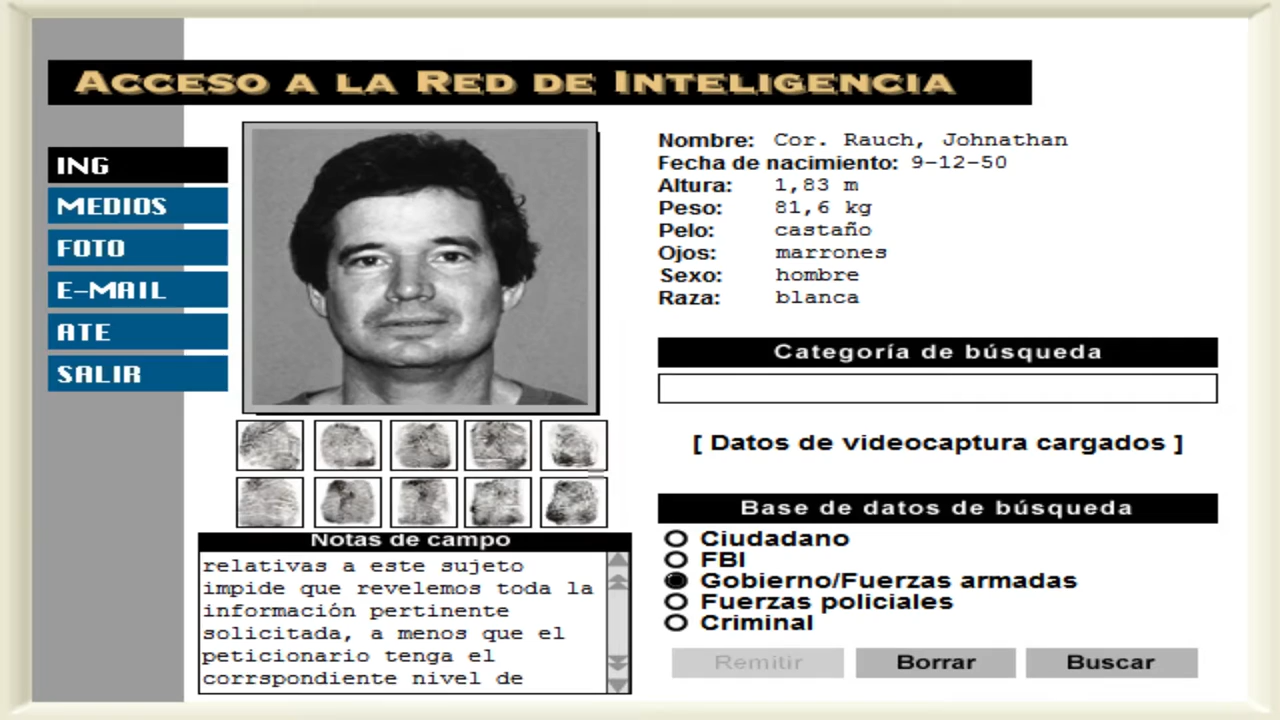 ACCESO A LA RED DE INTELIGENCIA
ING
MEDIOS
FOTO
E-MAIL
ATE
SALIR
Nombre: Cor. Rauch, Johnathan
Fecha de nacimiento: 9-12-50
Altura: 1,83 m
Peso: 81,6 kg
Pelo: castaño
Ojos: marrones
Sexo: hombre
Raza: blanca
Categoría de búsqueda
[ Datos de videocaptura cargados ]
Base de datos de búsqueda
Ciudadano
FBI
Gobierno/Fuerzas armadas
Fuerzas policiales
Criminal
Remitir
Borrar
Buscar
Notas de campo
relativas a este sujeto
impide que revelemos toda la
información pertinente
solicitada, a menos que el
peticionario tenga el
corrspondiente nivel de